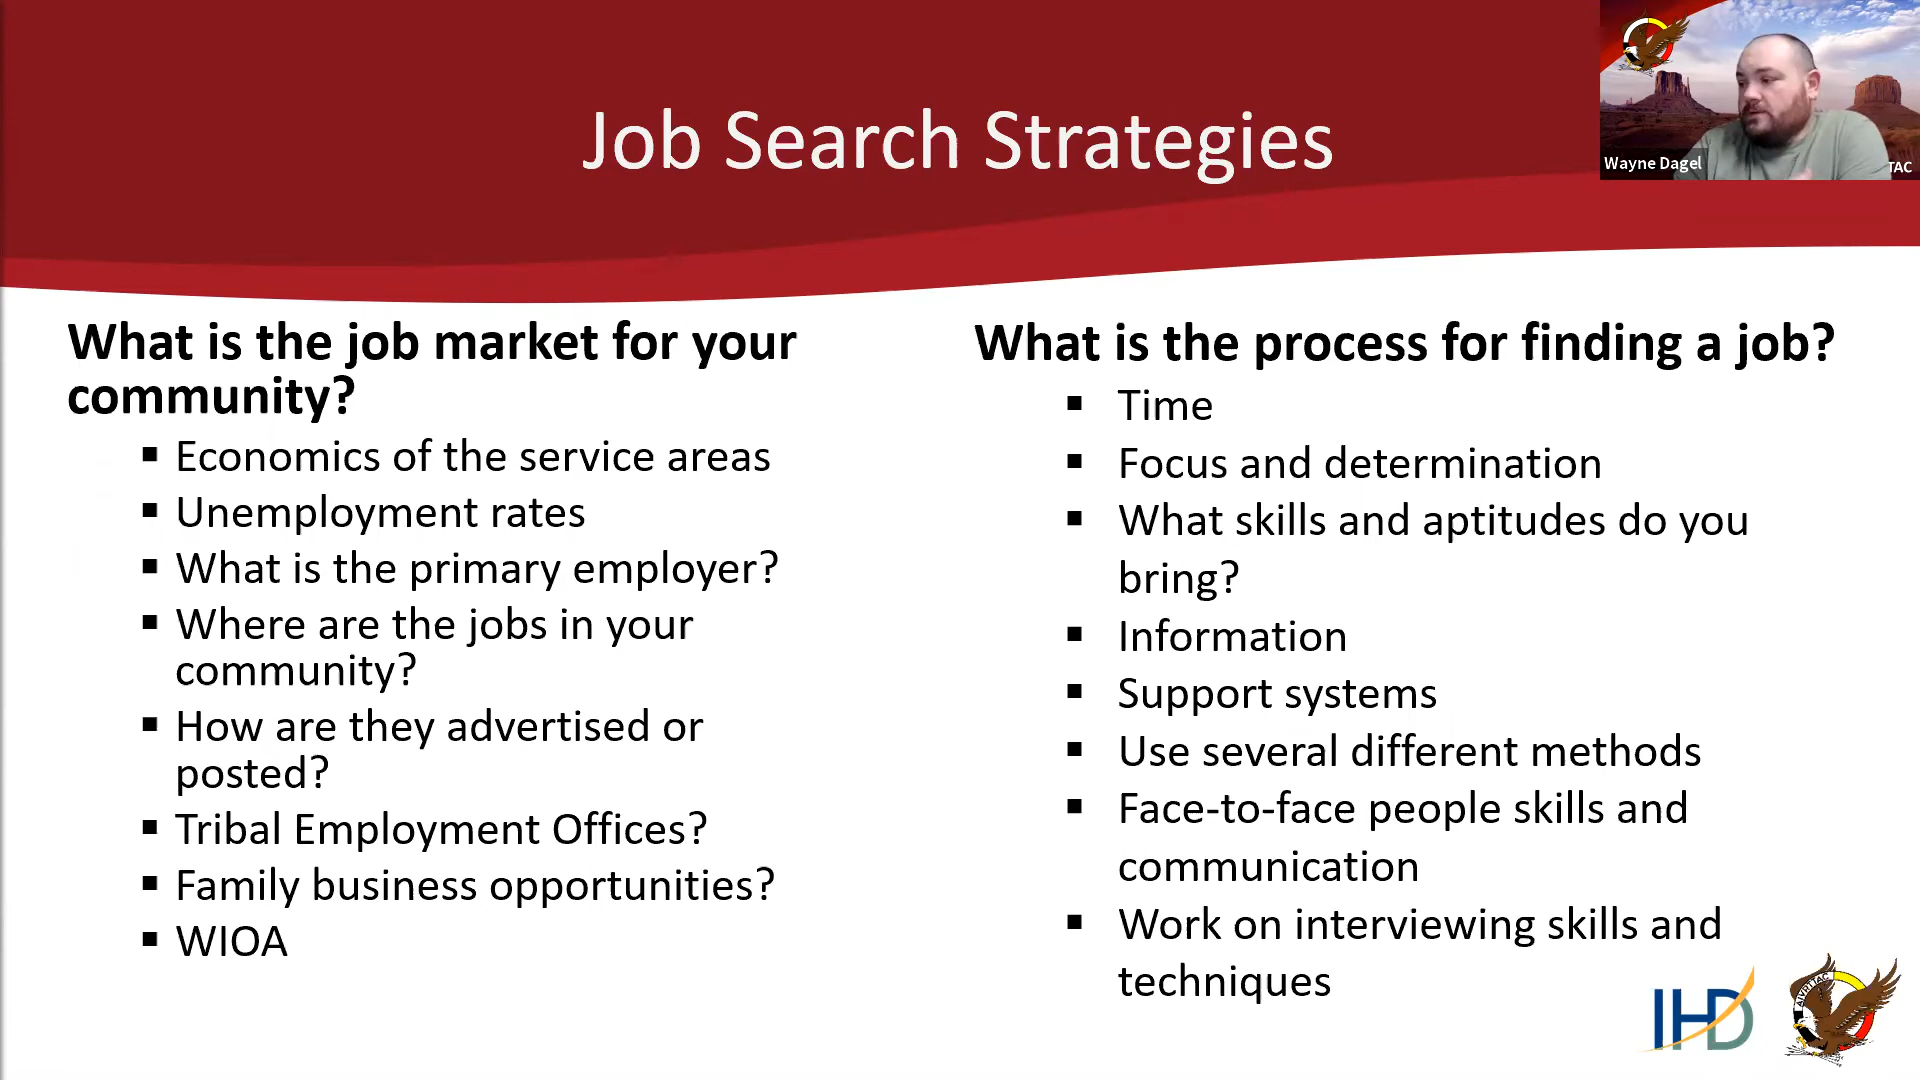 Job Search Strategies
Wayne Dagel
TAC
What is the job market for your
community?
▪ Economics of the service areas
▪ Unemployment rates
▪ What is the primary employer?
▪ Where are the jobs in your
community?
▪ How are they advertised or
posted?
▪ Tribal Employment Offices?
▪ Family business opportunities?
▪ WIOA
What is the process for finding a job?
▪ Time
▪ Focus and determination
▪ What skills and aptitudes do you
bring?
▪ Information
▪ Support systems
▪ Use several different methods
▪ Face-to-face people skills and
communication
▪ Work on interviewing skills and
techniques
IHD
AIVRTTAC